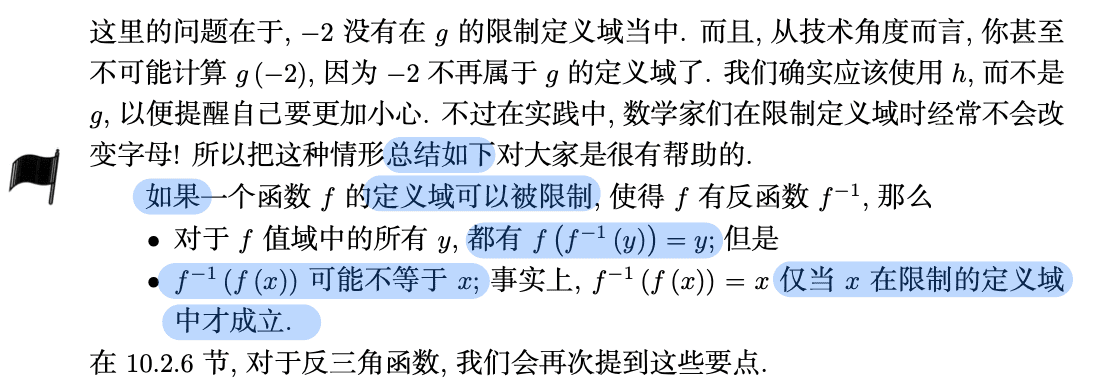 这里的问题在于, −2 没有在 g 的限制定义域当中. 而且, 从技术角度而言, 你甚至
不可能计算 g (−2), 因为 −2 不再属于 g 的定义域了. 我们确实应该使用 h, 而不是
g, 以便提醒自己要更加小心. 不过在实践中, 数学家们在限制定义域时经常不会改
变字母! 所以把这种情形总结如下对大家是很有帮助的.
如果一个函数 f 的定义域可以被限制, 使得 f 有反函数 f⁻¹, 那么
• 对于 f 值域中的所有 y, 都有 f (f⁻¹ (y)) = y; 但是
• f⁻¹ (f (x)) 可能不等于 x; 事实上, f⁻¹ (f (x)) = x 仅当 x 在限制的定义域
中才成立.
在 10.2.6 节, 对于反三角函数, 我们会再次提到这些要点.